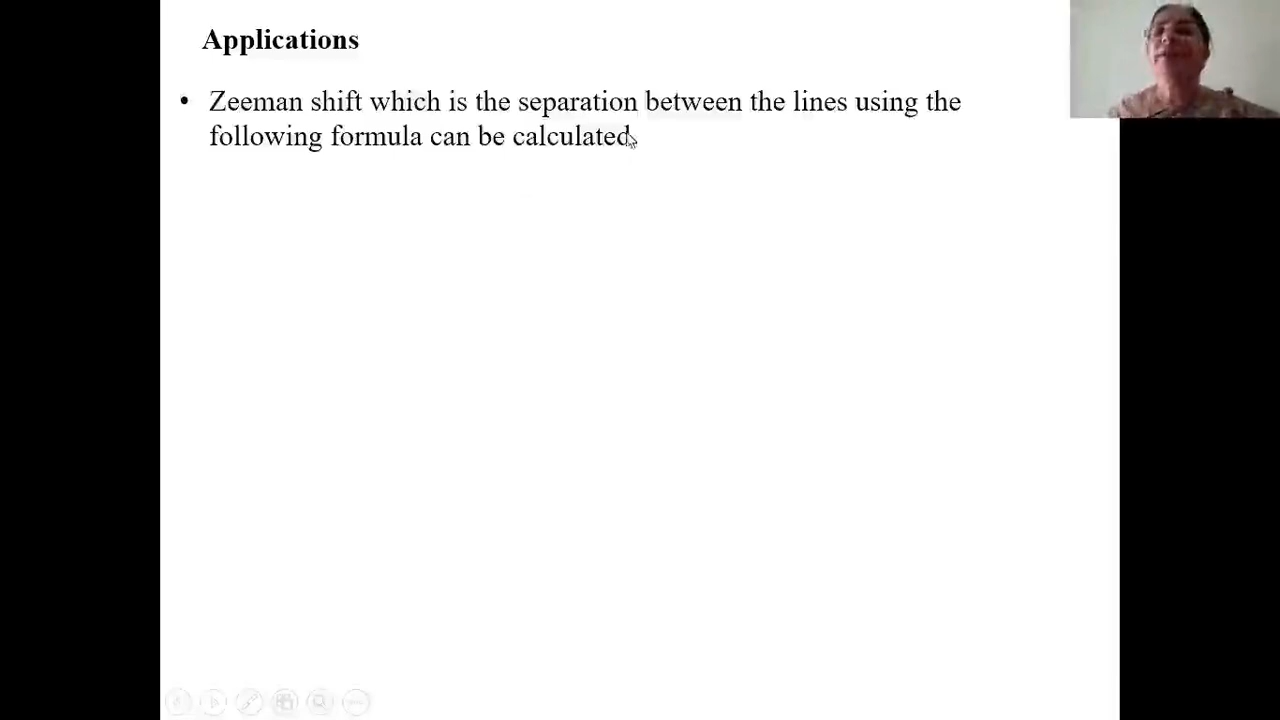 Applications
• Zeeman shift which is the separation between the lines using the
following formula can be calculated